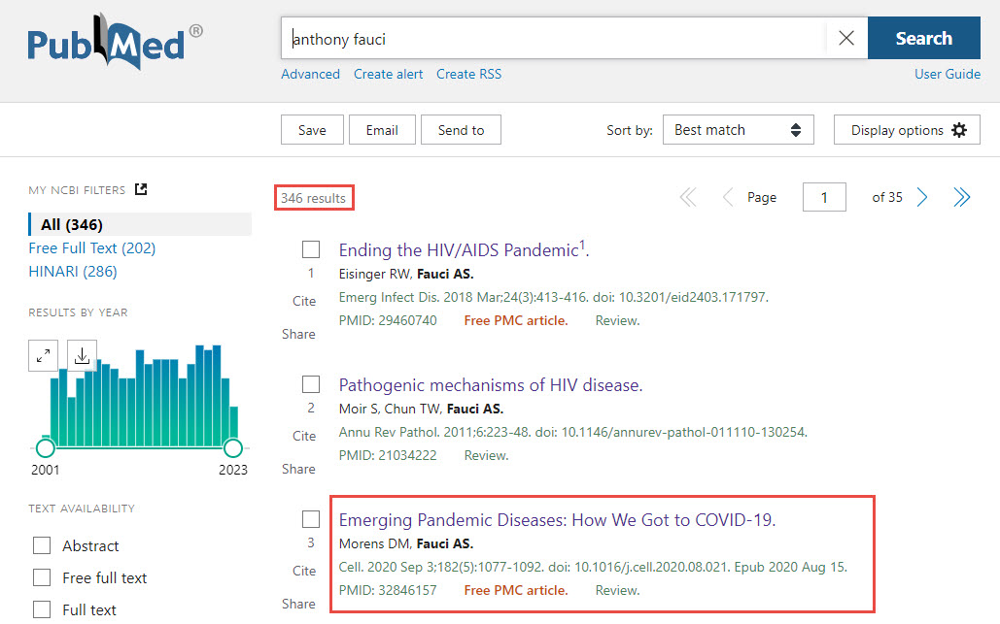 PubMed®
anthony fauci
Search
Advanced Create alert Create RSS User Guide
Save Email Send to Sort by: Best match Display options
MY NCBI FILTERS
346 results
Page 1 of 35
All (346)
Free Full Text (202)
HINARI (286)
RESULTS BY YEAR
2001 2023
TEXT AVAILABILITY
Abstract
Free full text
Full text
1
Cite
Share
Ending the HIV/AIDS Pandemic1.
Eisinger RW, Fauci AS.
Emerg Infect Dis. 2018 Mar;24(3):413-416. doi: 10.3201/eid2403.171797.
PMID: 29460740 Free PMC article. Review.
2
Cite
Share
Pathogenic mechanisms of HIV disease.
Moir S, Chun TW, Fauci AS.
Annu Rev Pathol. 2011;6:223-48. doi: 10.1146/annurev-pathol-011110-130254.
PMID: 21034222 Review.
3
Cite
Share
Emerging Pandemic Diseases: How We Got to COVID-19.
Morens DM, Fauci AS.
Cell. 2020 Sep 3;182(5):1077-1092. doi: 10.1016/j.cell.2020.08.021. Epub 2020 Aug 15.
PMID: 32846157 Free PMC article. Review.